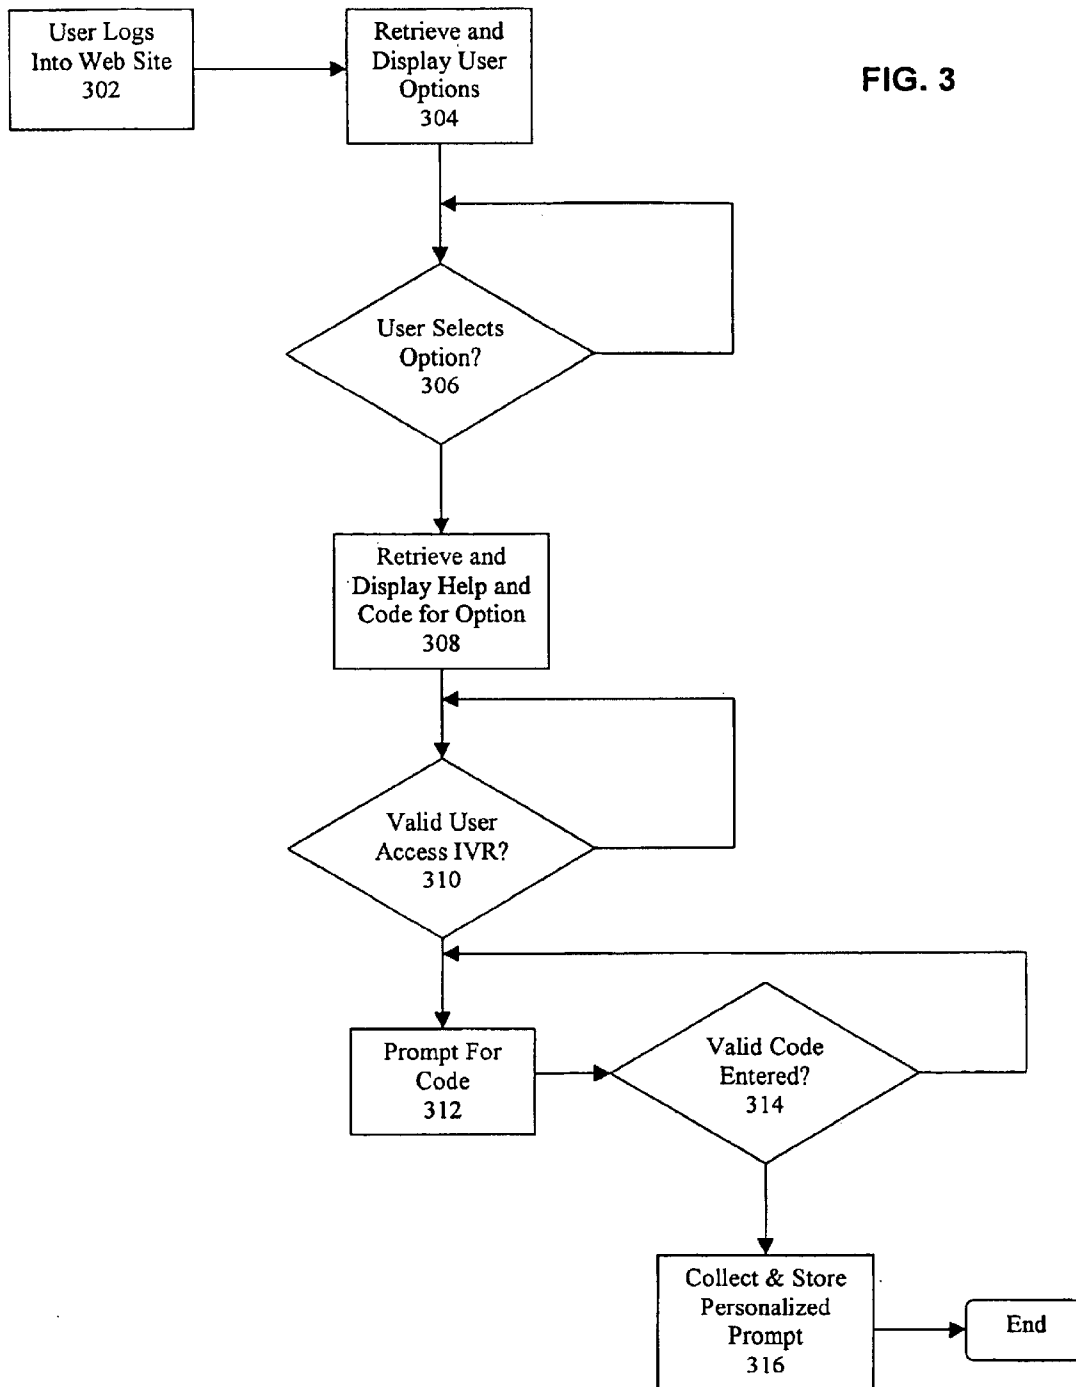 User Logs
Into Web Site
302
Retrieve and
Display User
Options
304
FIG. 3
User Selects
Option?
306
Retrieve and
Display Help and
Code for Option
308
Valid User
Access IVR?
310
Prompt For
Code
312
Valid Code
Entered?
314
Collect & Store
Personalized
Prompt
316
End